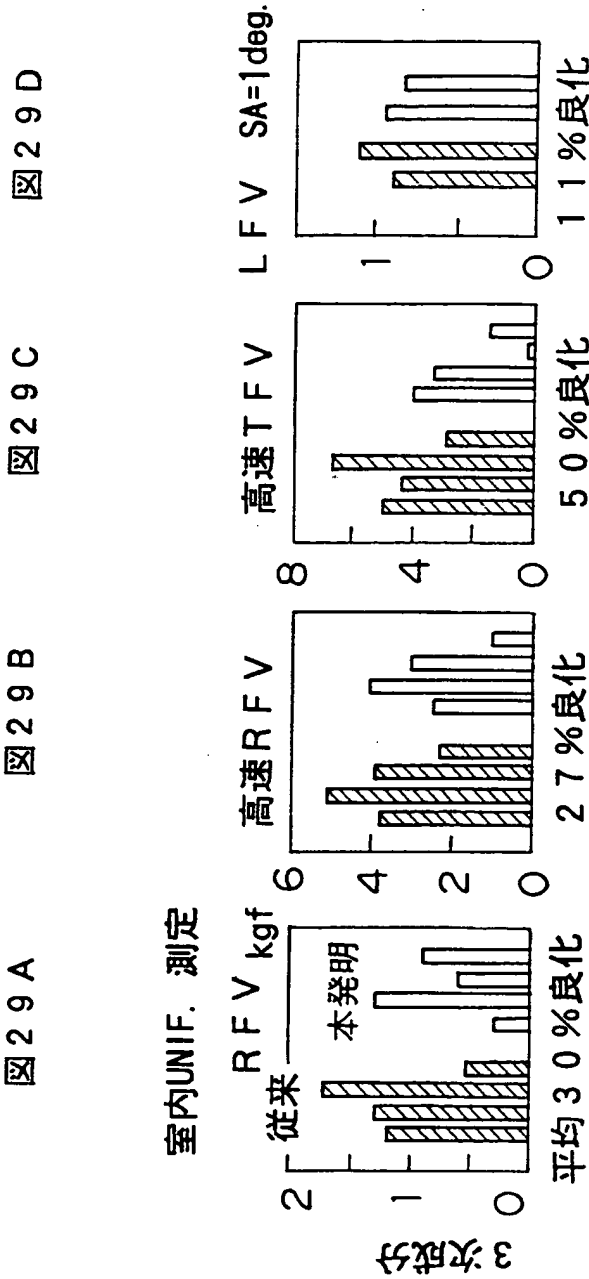 図29A
室内UNIF. 測定
RFV kgf
従来
本発明
3次成分
2
1
0
平均30%良化
図29B
高速RFV
6
4
2
0
27%良化
図29C
高速TFV
8
4
0
50%良化
図29D
LFV SA=1deg.
1
0
11%良化